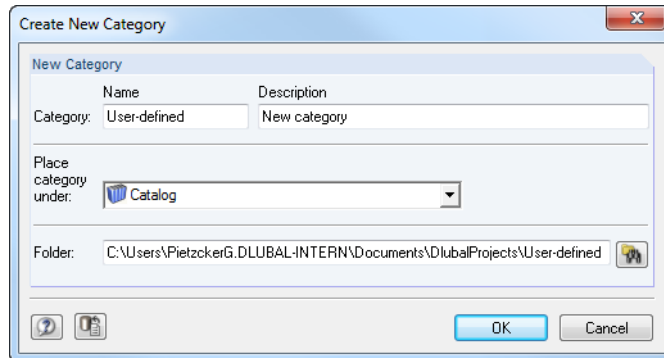 Create New Category
New Category
Name Description
Category: User-defined New category
Place
category
under: Catalog
Folder: C:\Users\PietzckerG.DLUBAL-INTERN\Documents\DlubalProjects\User-defined
OK Cancel